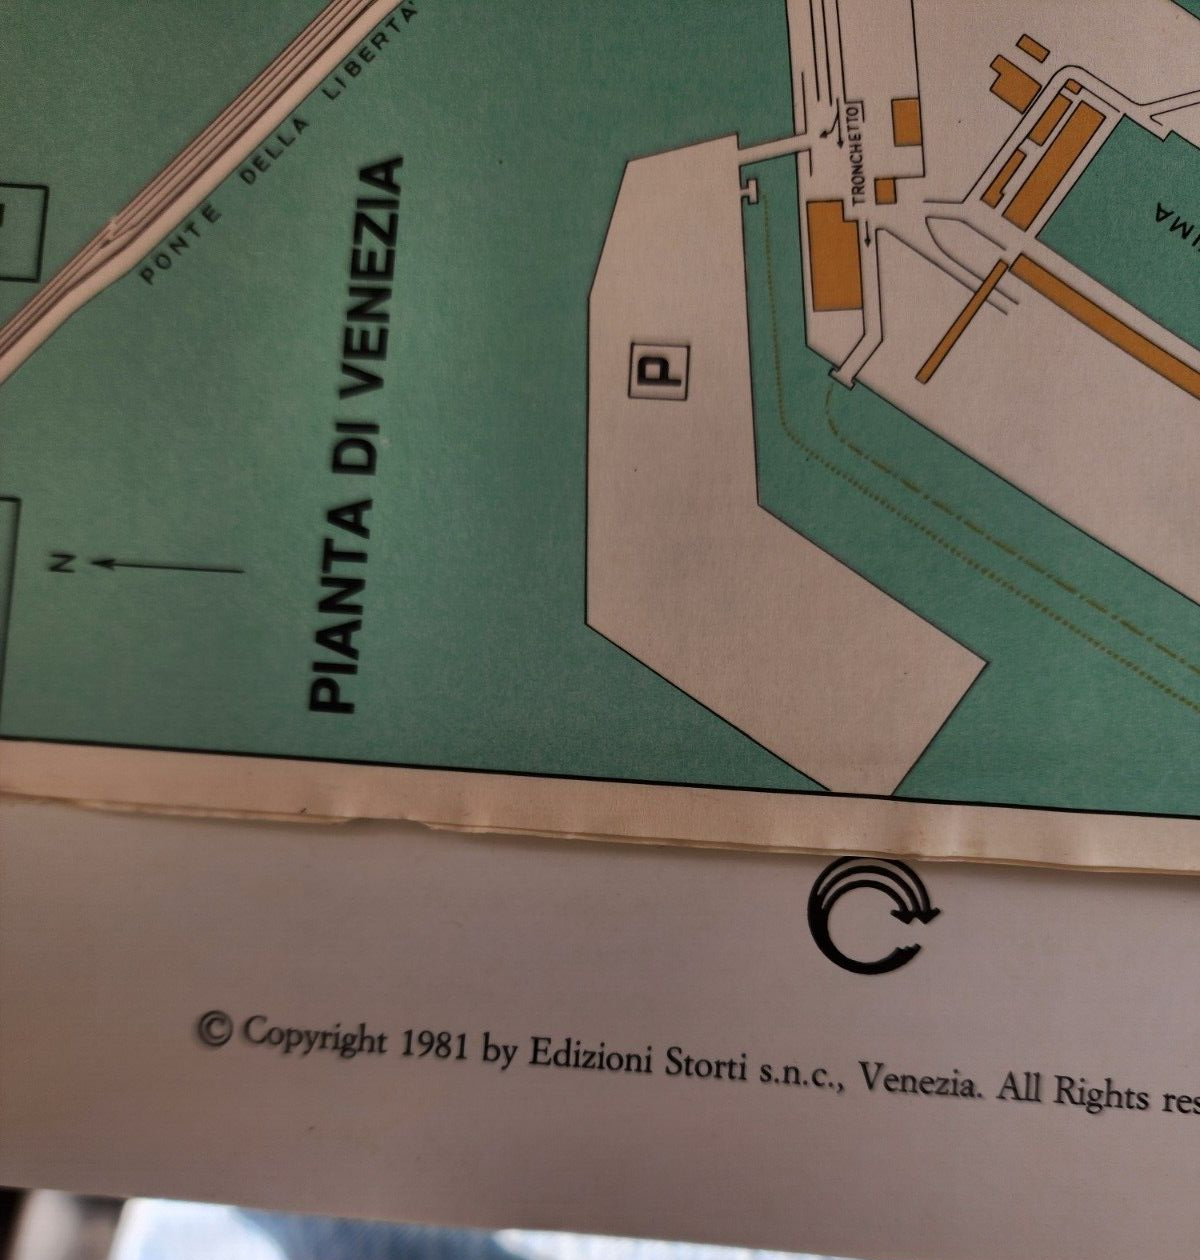 PONTE DELLA LIBERTA'
PIANTA DI VENEZIA
N
P
TRONCHETTO
© Copyright 1981 by Edizioni Storti s.n.c., Venezia. All Rights